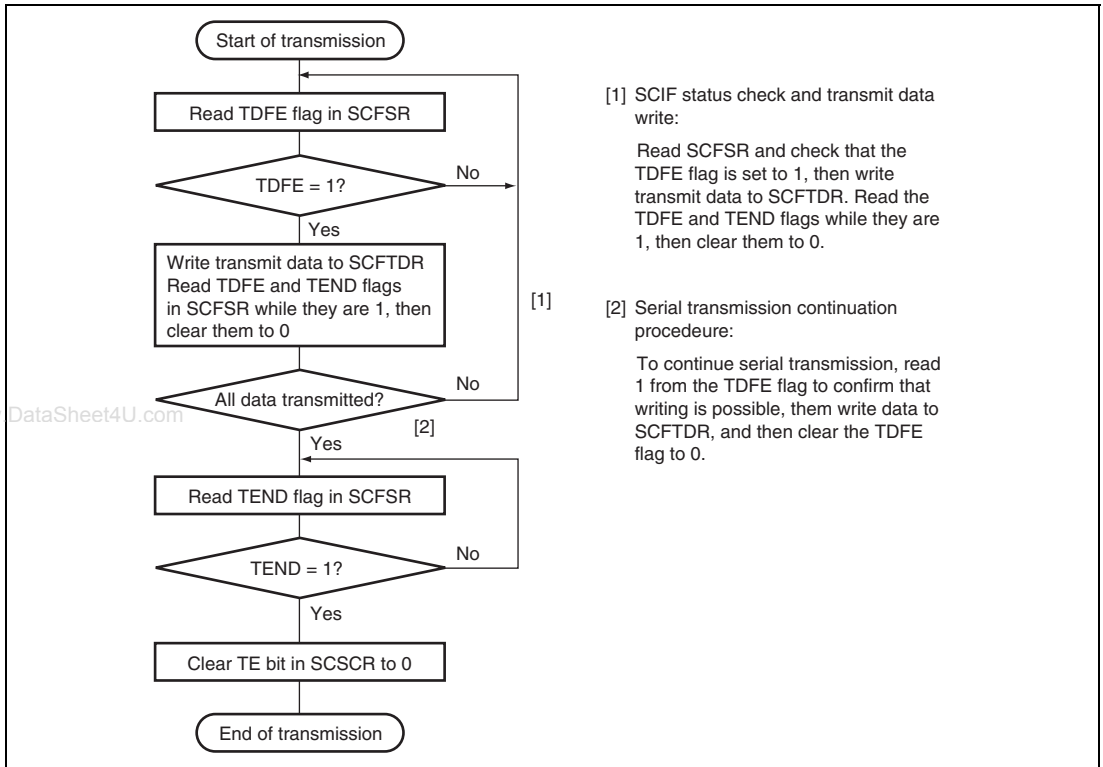 Start of transmission
Read TDFE flag in SCFSR
TDFE = 1?
No
Yes
Write transmit data to SCFTDR
Read TDFE and TEND flags
in SCFSR while they are 1, then
clear them to 0
[1]
All data transmitted?
No
[2]
Yes
Read TEND flag in SCFSR
TEND = 1?
No
Yes
Clear TE bit in SCSCR to 0
End of transmission
[1] SCIF status check and transmit data
write:
Read SCFSR and check that the
TDFE flag is set to 1, then write
transmit data to SCFTDR. Read the
TDFE and TEND flags while they are
1, then clear them to 0.
[2] Serial transmission continuation
procedeure:
To continue serial transmission, read
1 from the TDFE flag to confirm that
writing is possible, them write data to
SCFTDR, and then clear the TDFE
flag to 0.
DataSheet4U.com